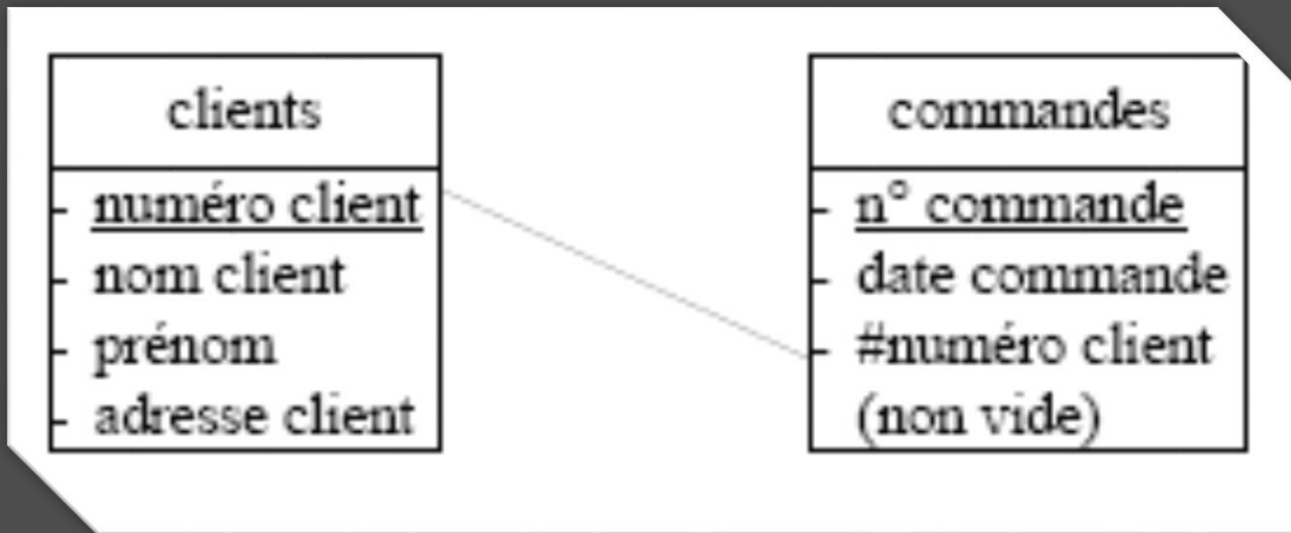 clients
numéro client
nom client
prénom
adresse client
commandes
n° commande
date commande
#numéro client
(non vide)